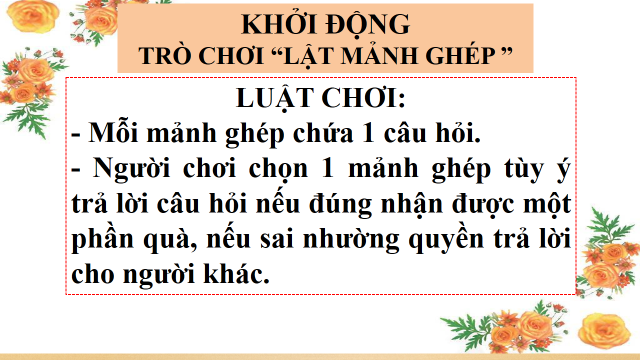 KHỞI ĐỘNG
TRÒ CHƠI “LẬT MẢNH GHÉP ”
LUẬT CHƠI:
- Mỗi mảnh ghép chứa 1 câu hỏi.
- Người chơi chọn 1 mảnh ghép tùy ý
trả lời câu hỏi nếu đúng nhận được một
phần quà, nếu sai nhường quyền trả lời
cho người khác.